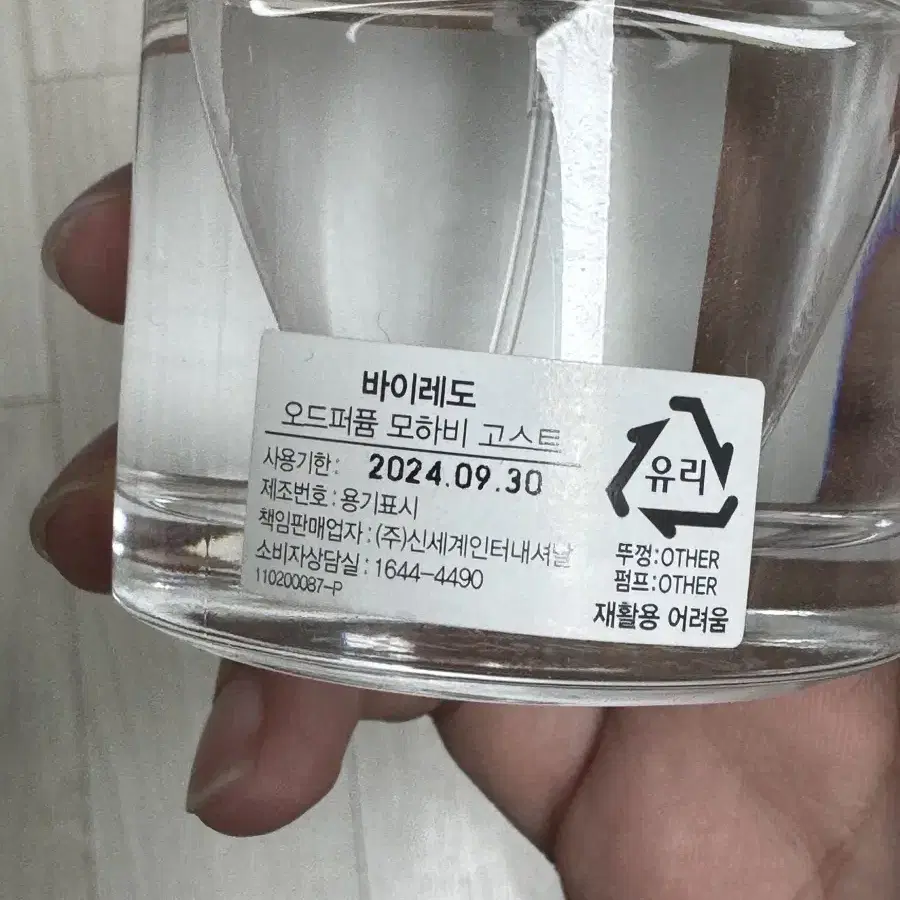 바이레도
오드퍼퓸 모하비 고스트
사용기한: 2024.09.30
제조번호:용기표시
책임판매업자:(주)신세계인터내셔날
소비자상담실:1644-4490
110200087-P
유리
뚜껑:OTHER
펌프:OTHER
재활용 어려움